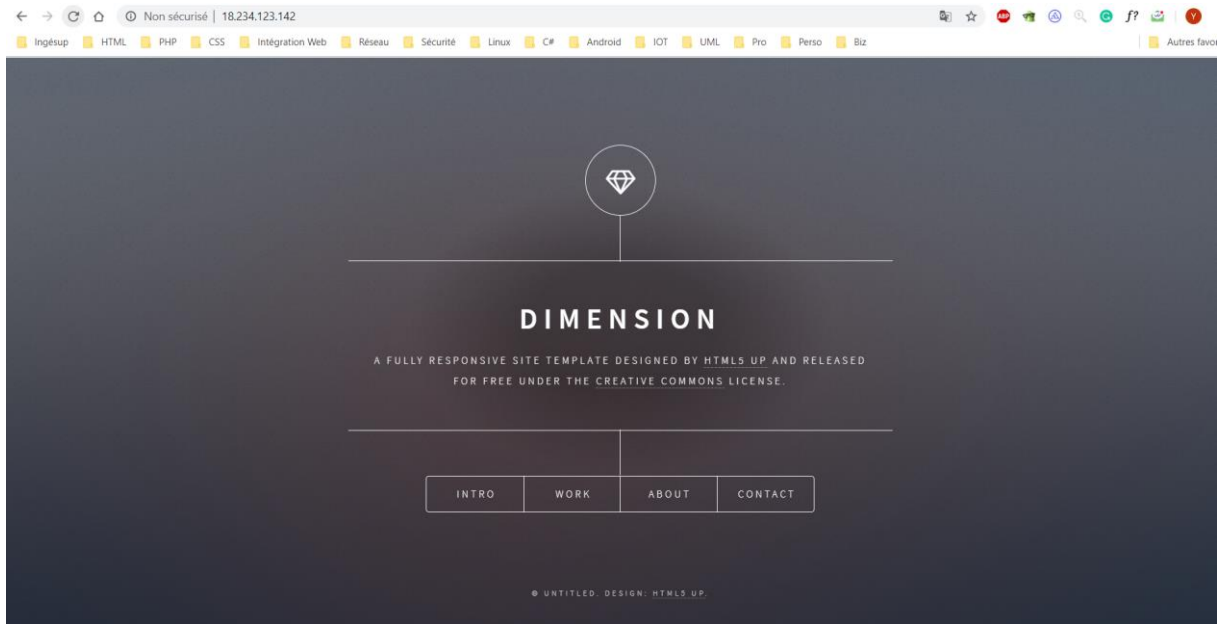 Non sécurisé | 18.234.123.142
ABP G f? Y
Ingésup HTML PHP CSS Intégration Web Réseau Sécurité Linux C# Android IOT UML Pro Perso Biz Autres favor
DIMENSION
A FULLY RESPONSIVE SITE TEMPLATE DESIGNED BY HTML5 UP AND RELEASED
FOR FREE UNDER THE CREATIVE COMMONS LICENSE.
INTRO WORK ABOUT CONTACT
© UNTITLED. DESIGN: HTML5 UP.